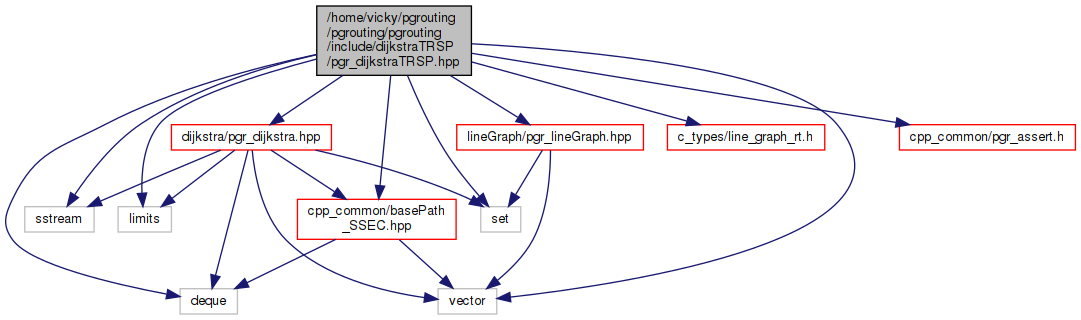 /home/vicky/pgrouting
/pgrouting/pgrouting
/include/dijkstraTRSP
/pgr_dijkstraTRSP.hpp
dijkstra/pgr_dijkstra.hpp
lineGraph/pgr_lineGraph.hpp
c_types/line_graph_rt.h
cpp_common/pgr_assert.h
sstream
limits
cpp_common/basePath
_SSEC.hpp
set
deque
vector